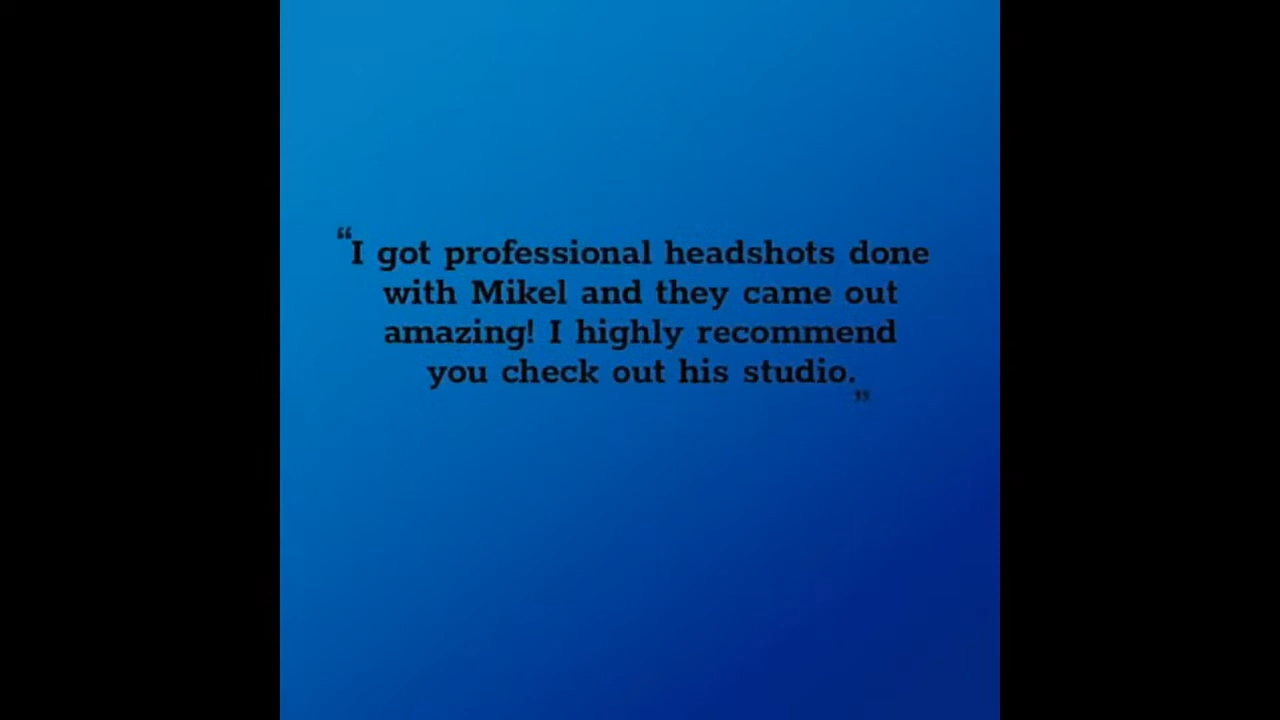 “I got professional headshots done
with Mikel and they came out
amazing! I highly recommend
you check out his studio.”